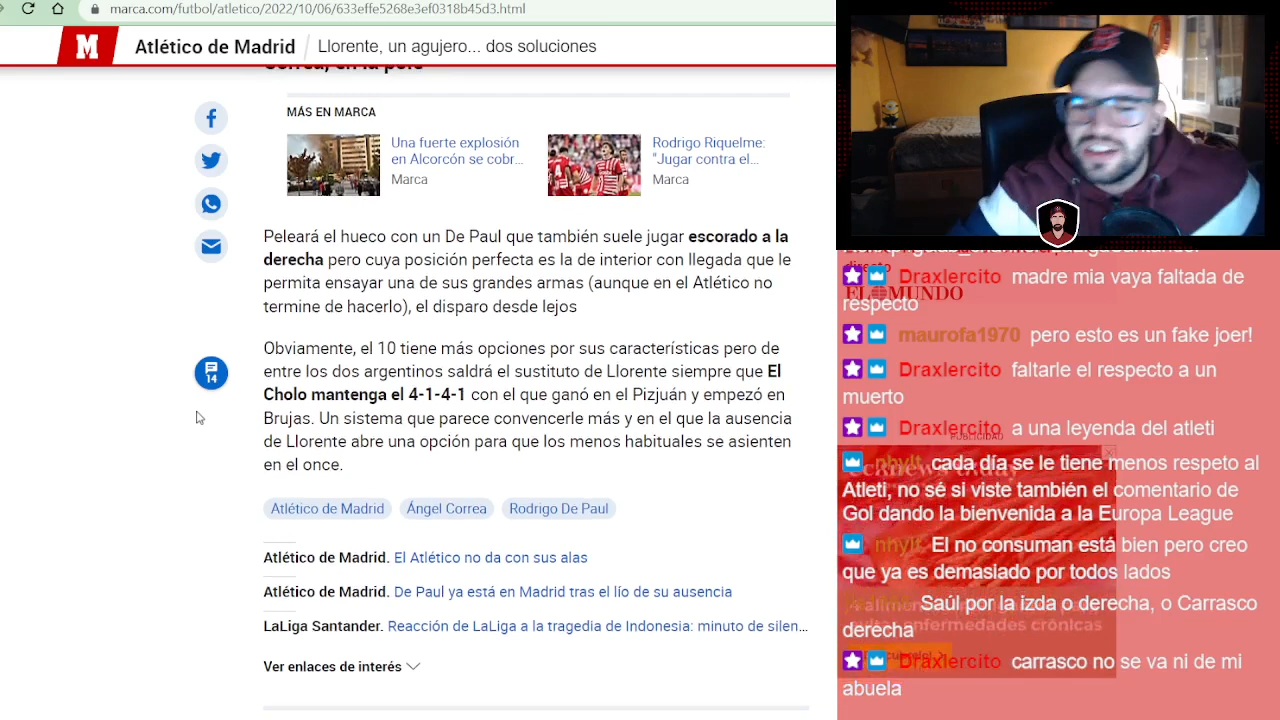 marca.com/futbol/atletico/2022/10/06/633effe5268e3ef0318b45d3.html
M Atlético de Madrid / Llorente, un agujero... dos soluciones
Correa, en la pole
MÁS EN MARCA
Una fuerte explosión
en Alcorcón se cobr...
Marca
Rodrigo Riquelme:
"Jugar contra el...
Marca
Peleará el hueco con un De Paul que también suele jugar escorado a la
derecha pero cuya posición perfecta es la de interior con llegada que le
permita ensayar una de sus grandes armas (aunque en el Atlético no
termine de hacerlo), el disparo desde lejos
Obviamente, el 10 tiene más opciones por sus características pero de
entre los dos argentinos saldrá el sustituto de Llorente siempre que El
Cholo mantenga el 4-1-4-1 con el que ganó en el Pizjuán y empezó en
Brujas. Un sistema que parece convencerle más y en el que la ausencia
de Llorente abre una opción para que los menos habituales se asienten
en el once.
14
Atlético de Madrid Ángel Correa Rodrigo De Paul
Atlético de Madrid. El Atlético no da con sus alas
Atlético de Madrid. De Paul ya está en Madrid tras el lío de su ausencia
LaLiga Santander. Reacción de LaLiga a la tragedia de Indonesia: minuto de silen...
Ver enlaces de interés
directo
EL MUNDO
Draxlercito madre mia vaya faltada de
respecto
maurofa1970 pero esto es un fake joer!
Draxlercito faltarle el respecto a un
muerto
Draxlercito a una leyenda del atleti
PUBLICIDAD
nhylt cada día se le tiene menos respeto al
Atleti, no sé si viste también el comentario de
Gol dando la bienvenida a la Europa League
nhylt El no consuman está bien pero creo
que ya es demasiado por todos lados
Saúl por la izda o derecha, o Carrasco
derecha
enfermedades crónicas
Draxlercito carrasco no se va ni de mi
abuela